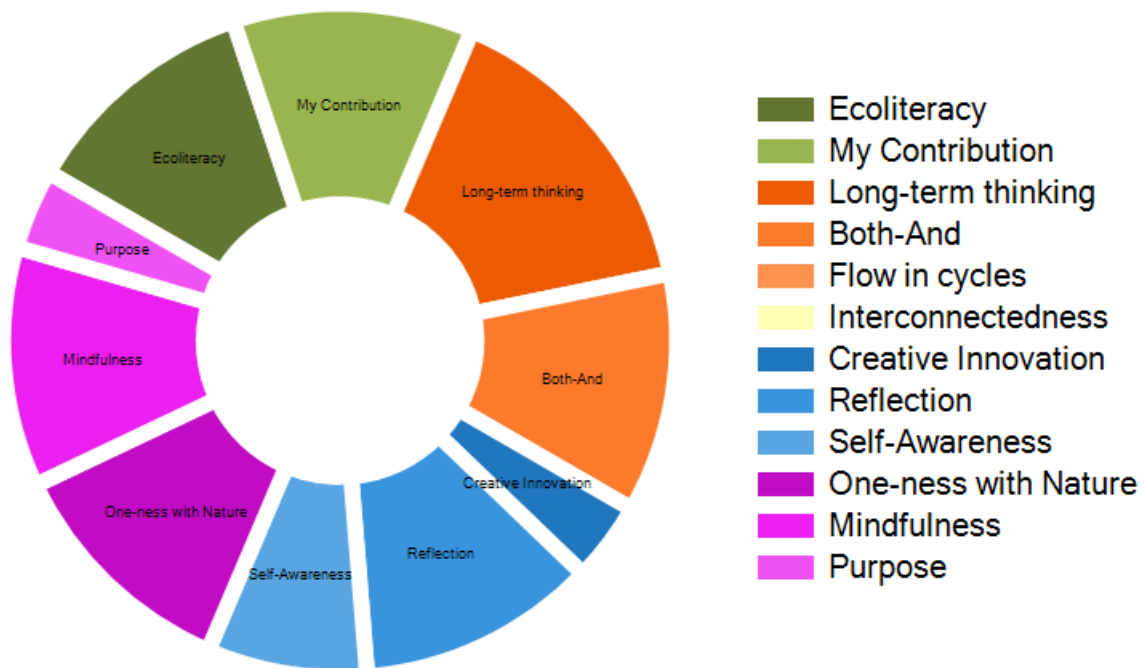 My Contribution
Ecoliteracy
Long-term thinking
Purpose
Mindfulness
Both-And
Creative Innovation
One-ness with Nature
Reflection
Self-Awareness
Ecoliteracy
My Contribution
Long-term thinking
Both-And
Flow in cycles
Interconnectedness
Creative Innovation
Reflection
Self-Awareness
One-ness with Nature
Mindfulness
Purpose